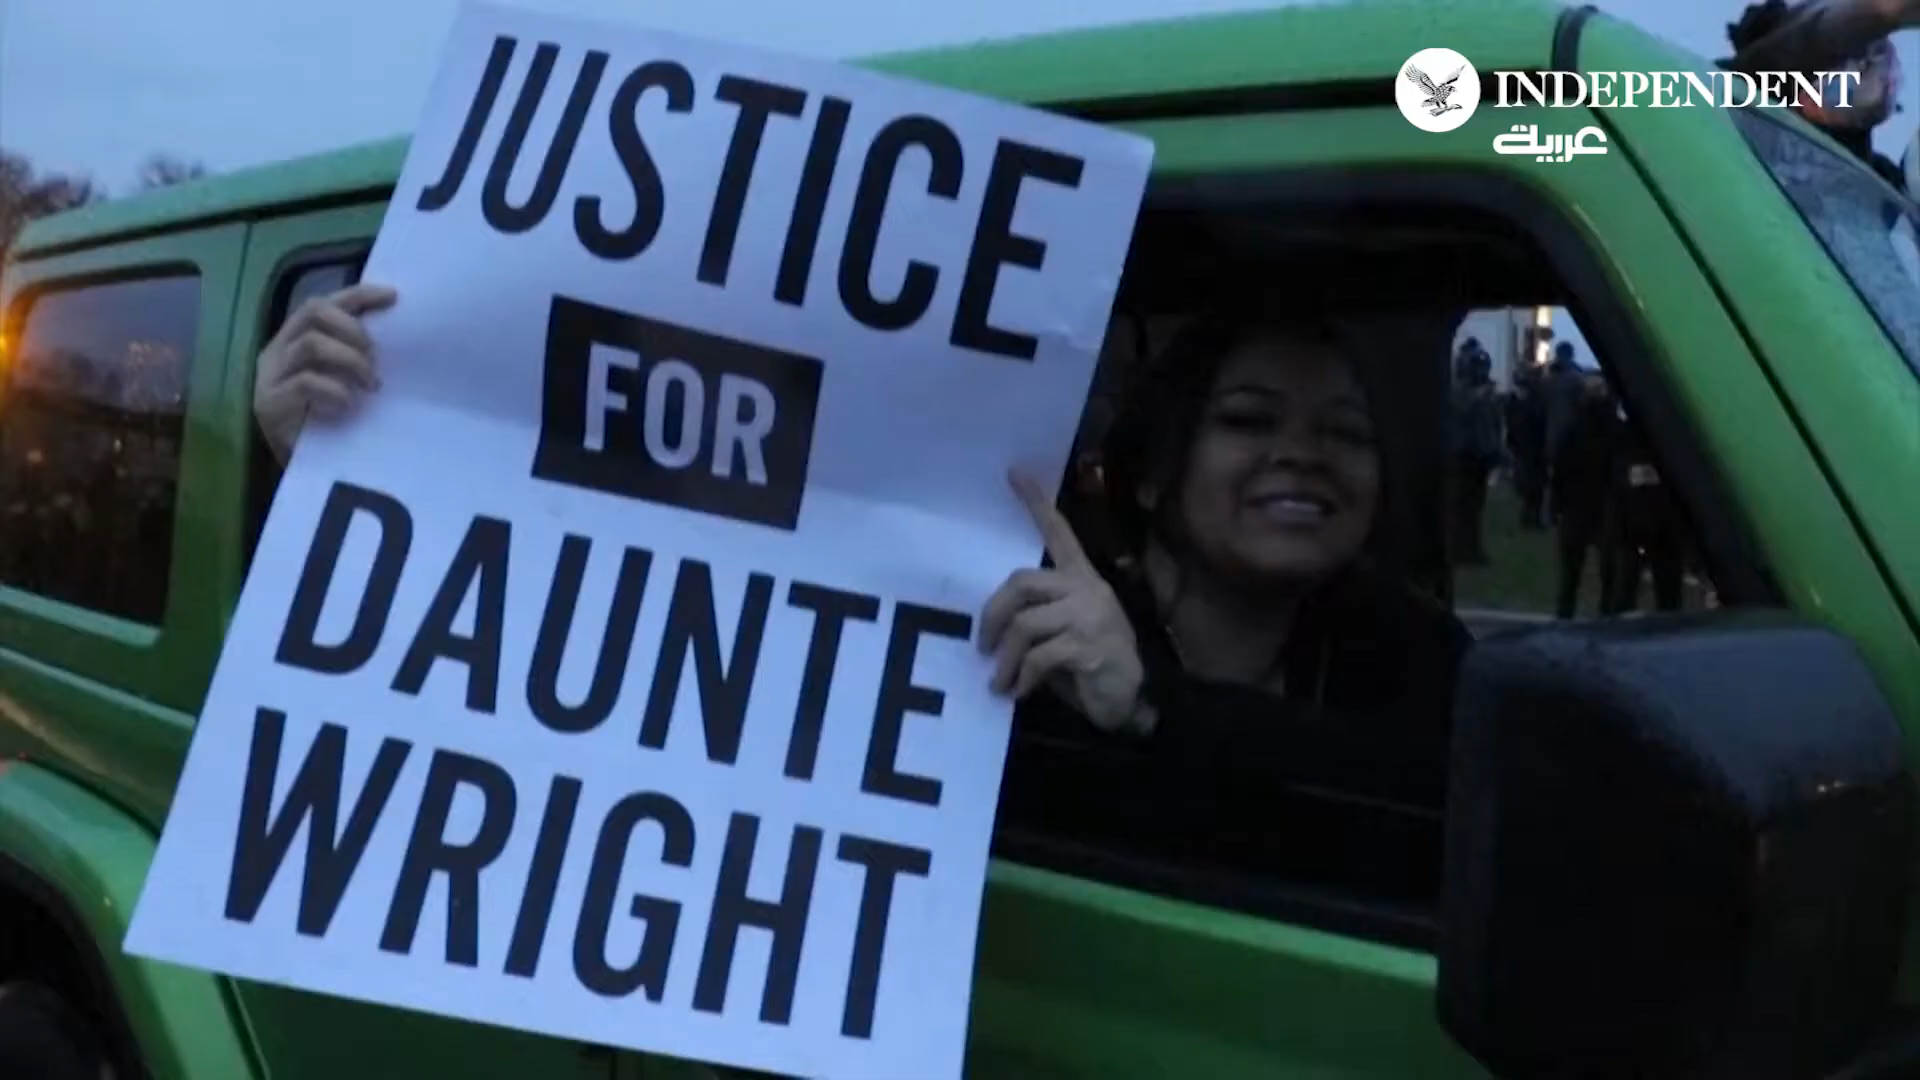 JUSTICE
FOR
DAUNTE
WRIGHT
INDEPENDENT
عربية